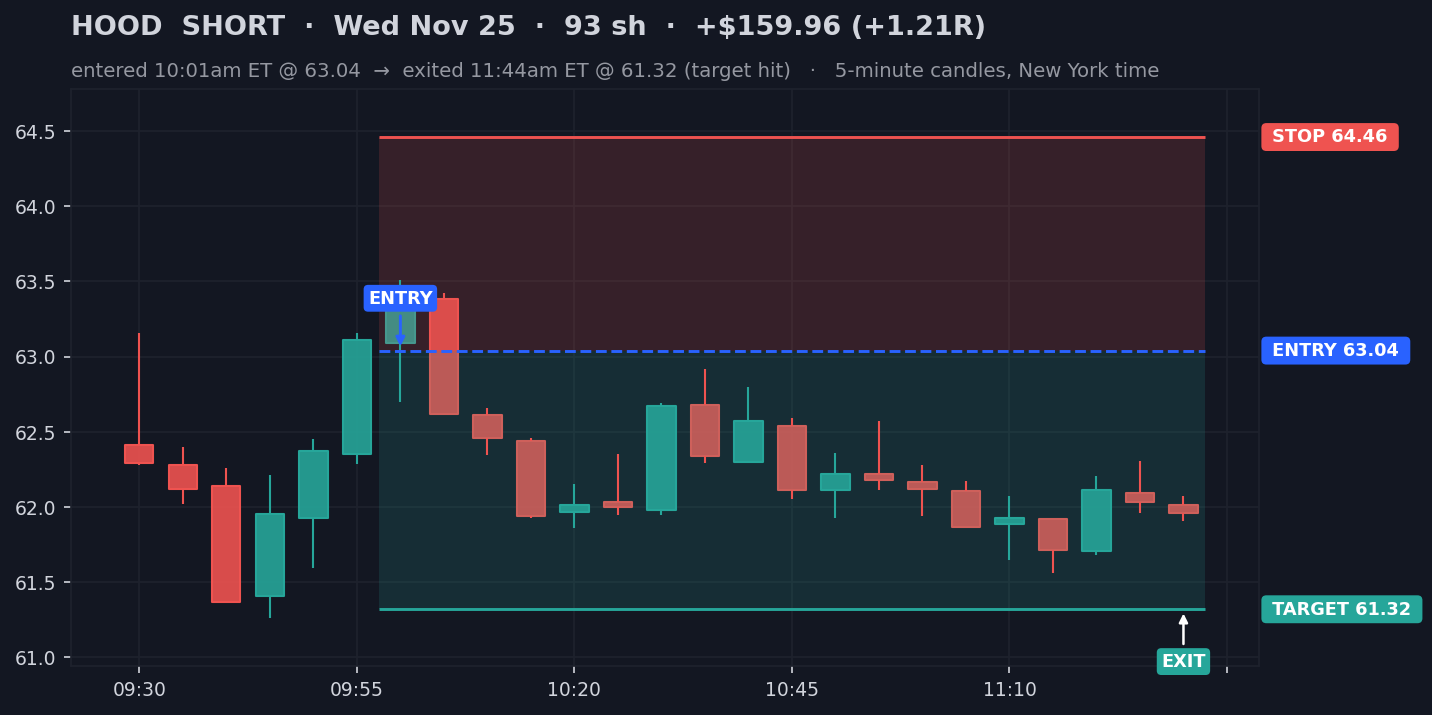 HOOD SHORT · Wed Nov 25 · 93 sh · +$159.96 (+1.21R)
entered 10:01am ET @ 63.04 → exited 11:44am ET @ 61.32 (target hit) · 5-minute candles, New York time
64.5
STOP 64.46
64.0
63.5
ENTRY
63.0
ENTRY 63.04
62.5
62.0
61.5
TARGET 61.32
61.0
EXIT
09:30 09:55 10:20 10:45 11:10